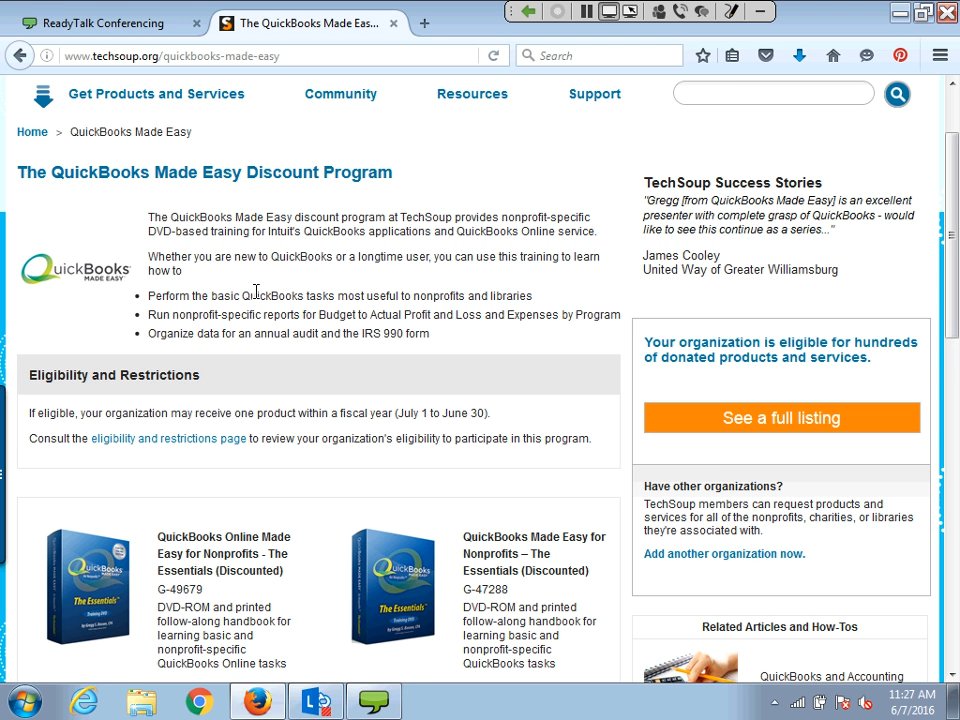 ReadyTalk Conferencing
The QuickBooks Made Eas...
www.techsoup.org/quickbooks-made-easy
Search
Get Products and Services
Community
Resources
Support
Home > QuickBooks Made Easy
The QuickBooks Made Easy Discount Program
The QuickBooks Made Easy discount program at TechSoup provides nonprofit-specific
DVD-based training for Intuit's QuickBooks applications and QuickBooks Online service.
QuickBooks
MADE EASY
Whether you are new to QuickBooks or a longtime user, you can use this training to learn
how to
• Perform the basic QuickBooks tasks most useful to nonprofits and libraries
• Run nonprofit-specific reports for Budget to Actual Profit and Loss and Expenses by Program
• Organize data for an annual audit and the IRS 990 form
Eligibility and Restrictions
If eligible, your organization may receive one product within a fiscal year (July 1 to June 30).
Consult the eligibility and restrictions page to review your organization's eligibility to participate in this program.
QuickBooks
MADE EASY
The Essentials
Training DVD
QuickBooks Online Made
Easy for Nonprofits - The
Essentials (Discounted)
G-49679
DVD-ROM and printed
follow-along handbook for
learning basic and
nonprofit-specific
QuickBooks Online tasks
QuickBooks
MADE EASY
The Essentials
Training DVD
QuickBooks Made Easy for
Nonprofits – The
Essentials (Discounted)
G-47288
DVD-ROM and printed
follow-along handbook for
learning basic and
nonprofit-specific
QuickBooks tasks
TechSoup Success Stories
"Gregg [from QuickBooks Made Easy] is an excellent
presenter with complete grasp of QuickBooks - would
like to see this continue as a series..."
James Cooley
United Way of Greater Williamsburg
Your organization is eligible for hundreds
of donated products and services.
See a full listing
Have other organizations?
TechSoup members can request products and
services for all of the nonprofits, charities, or libraries
they're associated with.
Add another organization now.
Related Articles and How-Tos
QuickBooks and Accounting
11:27 AM
6/7/2016